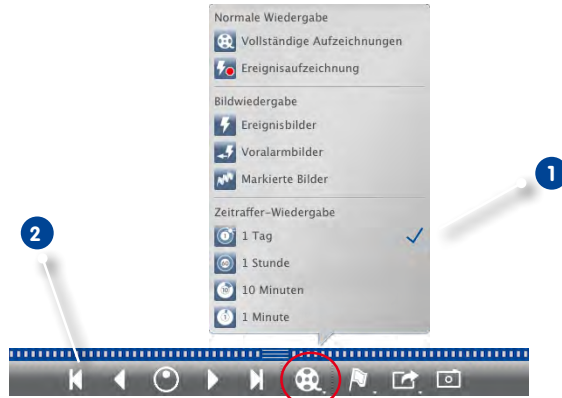 Normale Wiedergabe
Vollständige Aufzeichnungen
Ereignisaufzeichnung
Bildwiedergabe
Ereignisbilder
Voralarmbilder
Markierte Bilder
Zeitraffer-Wiedergabe
1 Tag
1 Stunde
10 Minuten
1 Minute
1
2